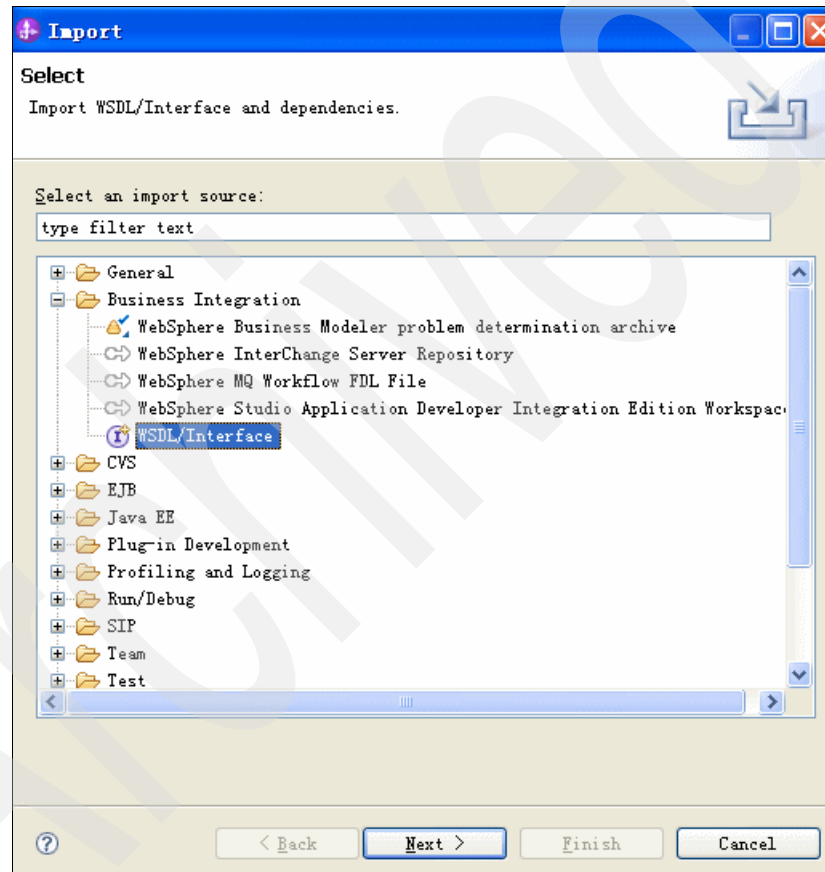 Import
Select
Import WSDL/Interface and dependencies.
Select an import source:
type filter text
General
Business Integration
WebSphere Business Modeler problem determination archive
WebSphere InterChange Server Repository
WebSphere MQ Workflow FDL File
WebSphere Studio Application Developer Integration Edition Workspac
WSDL/Interface
CVS
EJB
Java EE
Plug-in Development
Profiling and Logging
Run/Debug
SIP
Team
Test
? < Back Next > Finish Cancel